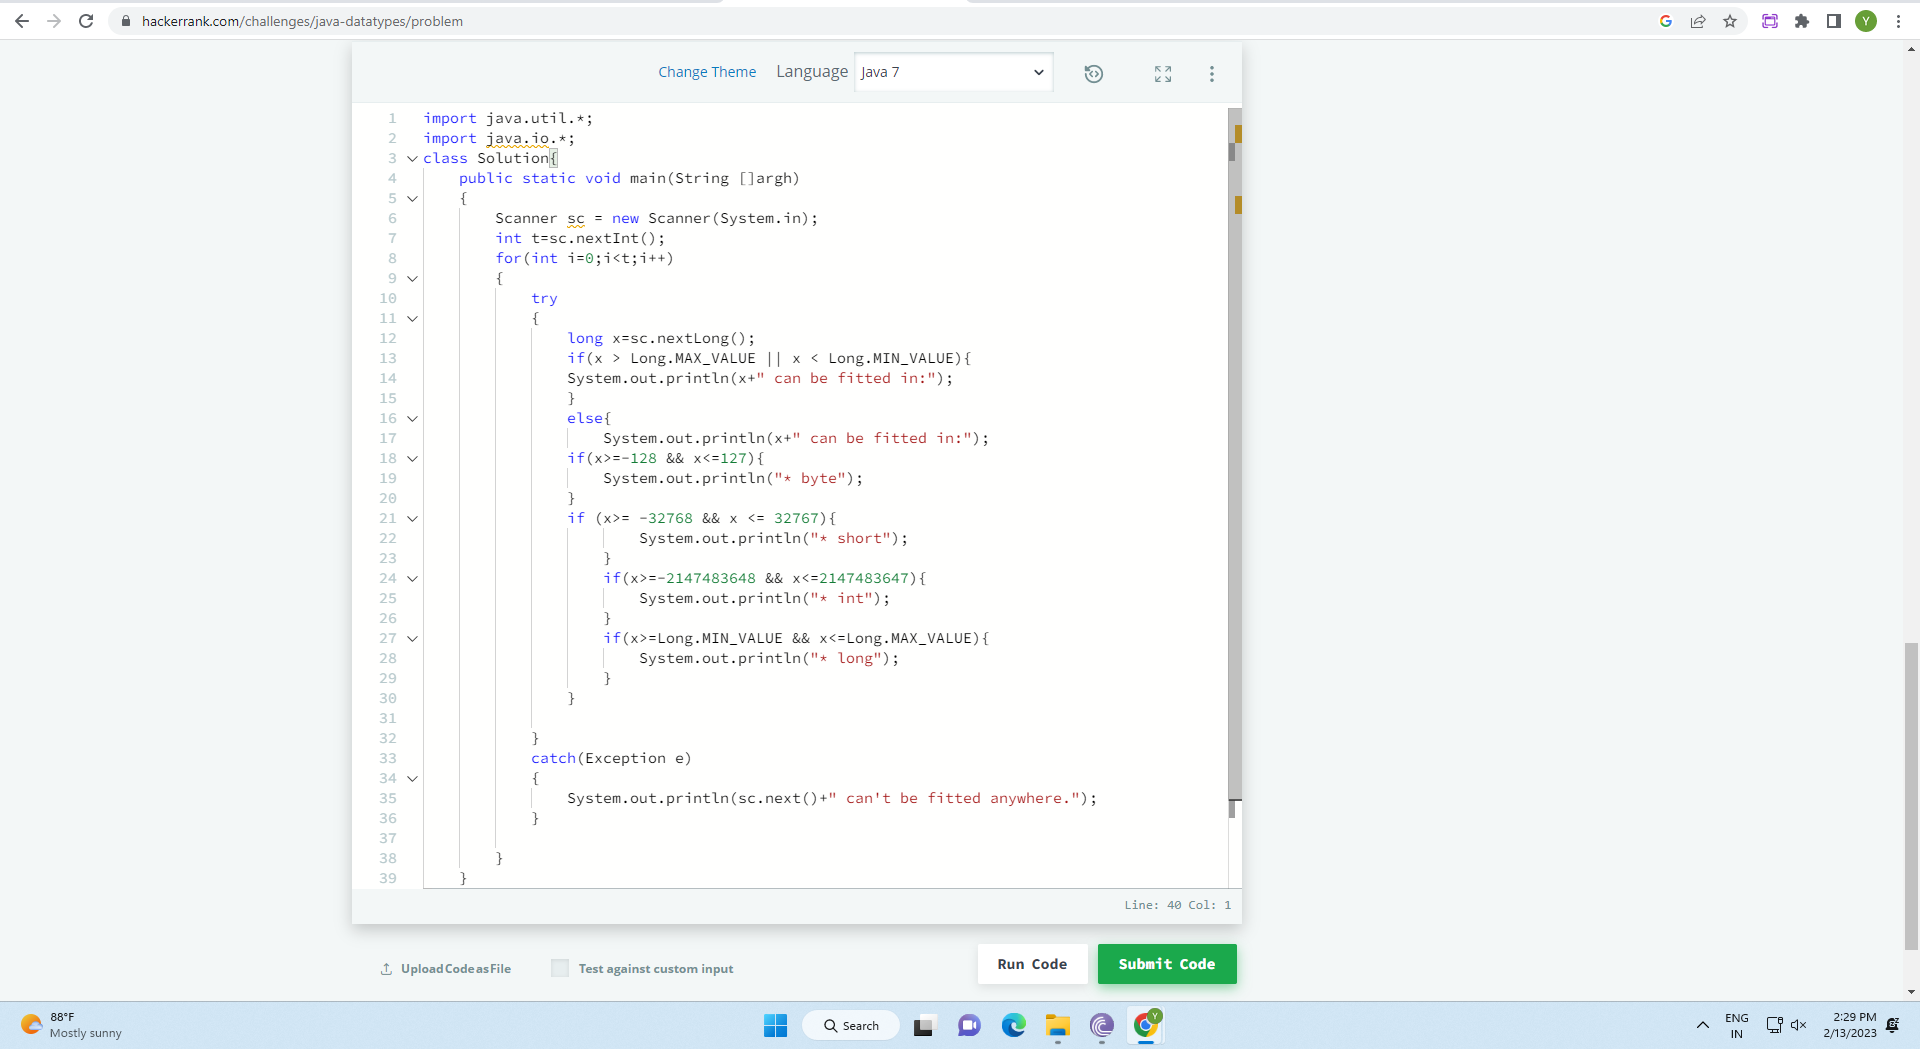 hackerrank.com/challenges/java-datatypes/problem
Y
Change Theme Language Java 7
1 import java.util.*;
2 import java.io.*;
3 class Solution{
4 public static void main(String []argh)
5 {
6 Scanner sc = new Scanner(System.in);
7 int t=sc.nextInt();
8 for(int i=0;i<t;i++)
9 {
10 try
11 {
12 long x=sc.nextLong();
13 if(x > Long.MAX_VALUE || x < Long.MIN_VALUE){
14 System.out.println(x+" can be fitted in:");
15 }
16 else{
17 System.out.println(x+" can be fitted in:");
18 if(x>=-128 && x<=127){
19 System.out.println("* byte");
20 }
21 if (x>= -32768 && x <= 32767){
22 System.out.println("* short");
23 }
24 if(x>=-2147483648 && x<=2147483647){
25 System.out.println("* int");
26 }
27 if(x>=Long.MIN_VALUE && x<=Long.MAX_VALUE){
28 System.out.println("* long");
29 }
30 }
31
32 }
33 catch(Exception e)
34 {
35 System.out.println(sc.next()+" can't be fitted anywhere.");
36 }
37
38 }
39 }
Line: 40 Col: 1
Upload Code as File Test against custom input Run Code Submit Code
88°F
Mostly sunny
Search
Y
ENG
IN
2:29 PM
2/13/2023